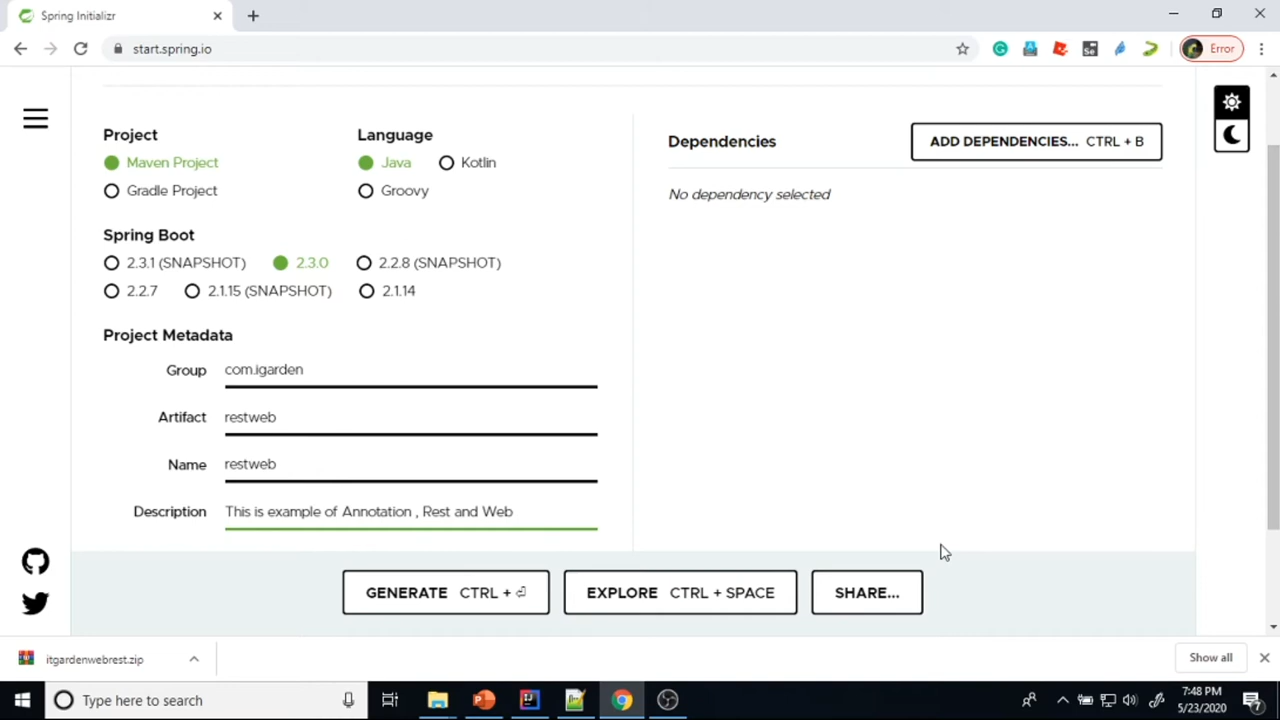 Spring Initializr
start.spring.io
Error
Project
Language
Dependencies
ADD DEPENDENCIES... CTRL + B
Maven Project
Java
Kotlin
Gradle Project
Groovy
No dependency selected
Spring Boot
2.3.1 (SNAPSHOT)
2.3.0
2.2.8 (SNAPSHOT)
2.2.7
2.1.15 (SNAPSHOT)
2.1.14
Project Metadata
Group com.igarden
Artifact restweb
Name restweb
Description This is example of Annotation , Rest and Web
GENERATE CTRL + ⏎
EXPLORE CTRL + SPACE
SHARE...
itgardenwebrest.zip
Show all
Type here to search
7:48 PM
5/23/2020
7